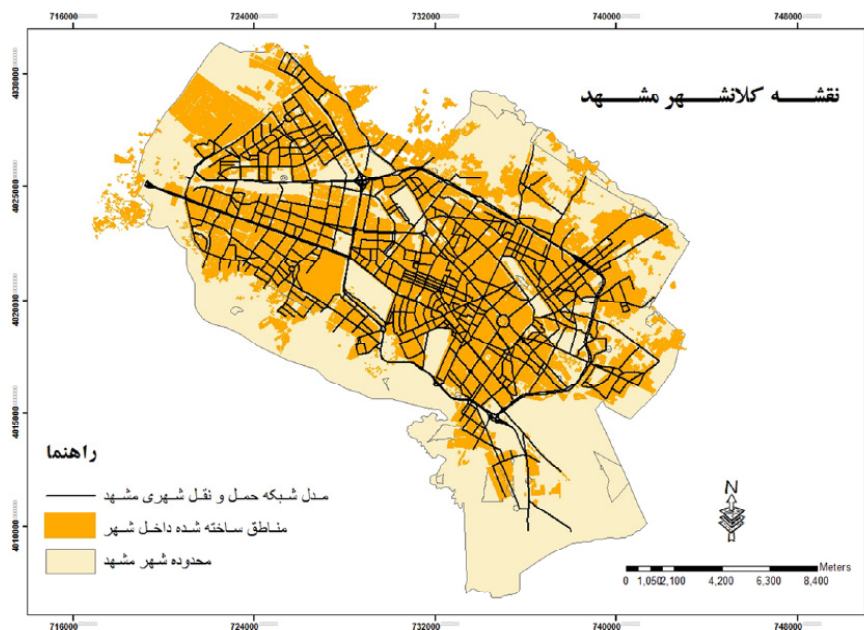 716000 724000 732000 740000 748000
نقشه کلانشهر مشهد
4030000
4025000
4020000
4015000
4010000
راهنما
مدل شبکه حمل و نقل شهری مشهد
مناطق ساخته شده داخل شهر
محدوده شهر مشهد
N
Meters
0 1,050 2,100 4,200 6,300 8,400
716000 724000 732000 740000 748000